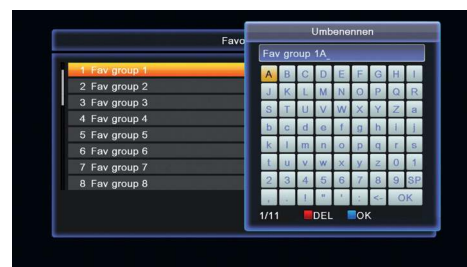 Favo
1 Fav group 1
2 Fav group 2
3 Fav group 3
4 Fav group 4
5 Fav group 5
6 Fav group 6
7 Fav group 7
8 Fav group 8
Umbenennen
Fav group 1A_
A B C D E F G H I
J K L M N O P Q R
S T U V W X Y Z a
b c d e f g h i j
k l m n o p q r s
t u v w x y z 0 1
2 3 4 5 6 7 8 9 SP
, . ! " ' : <- OK
1/11 DEL OK